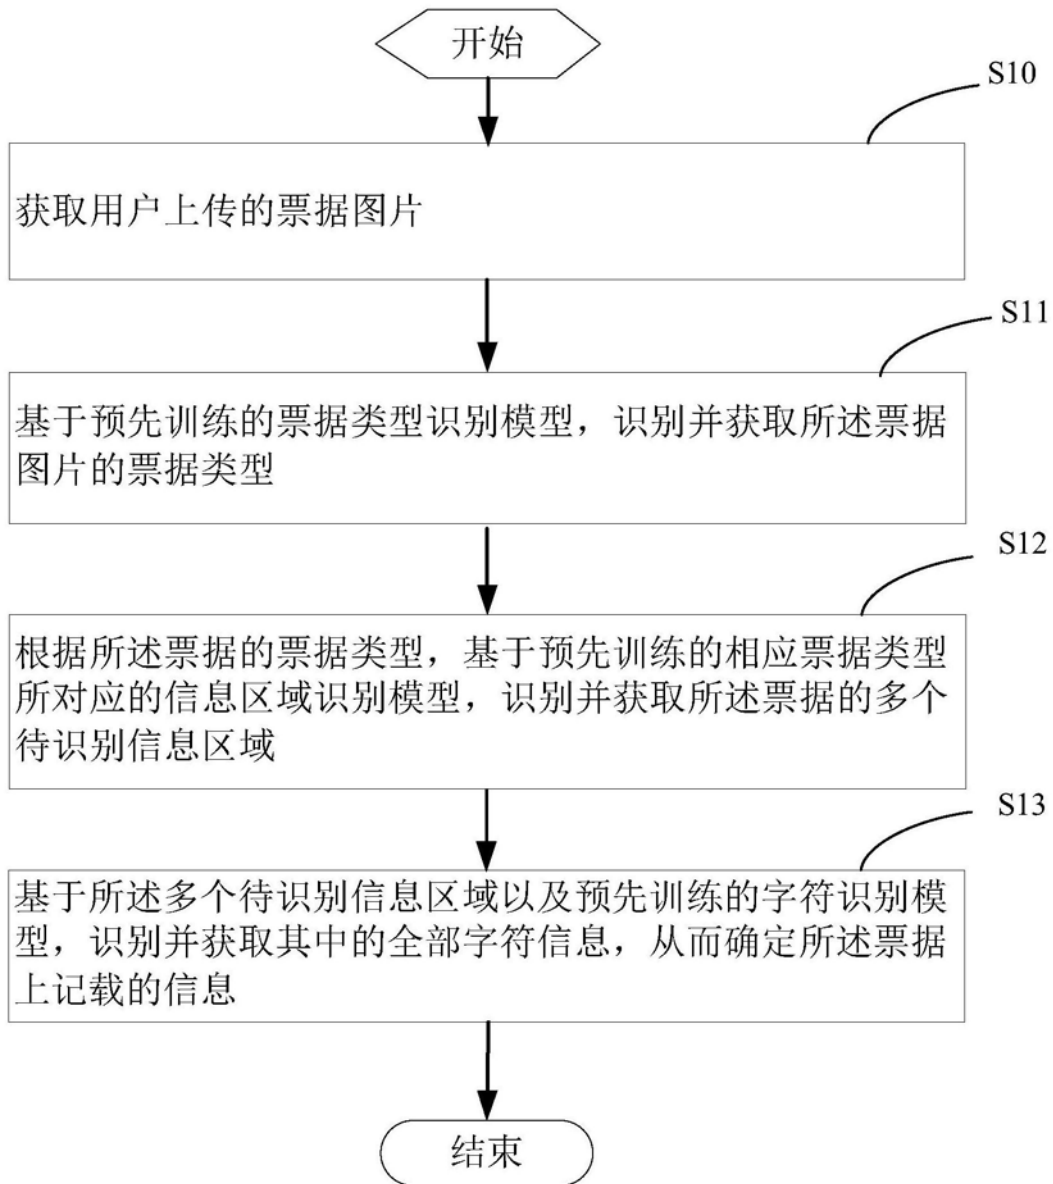 开始
S10
获取用户上传的票据图片
S11
基于预先训练的票据类型识别模型，识别并获取所述票据
图片的票据类型
S12
根据所述票据的票据类型，基于预先训练的相应票据类型
所对应的信息区域识别模型，识别并获取所述票据的多个
待识别信息区域
S13
基于所述多个待识别信息区域以及预先训练的字符识别模
型，识别并获取其中的全部字符信息，从而确定所述票据
上记载的信息
结束